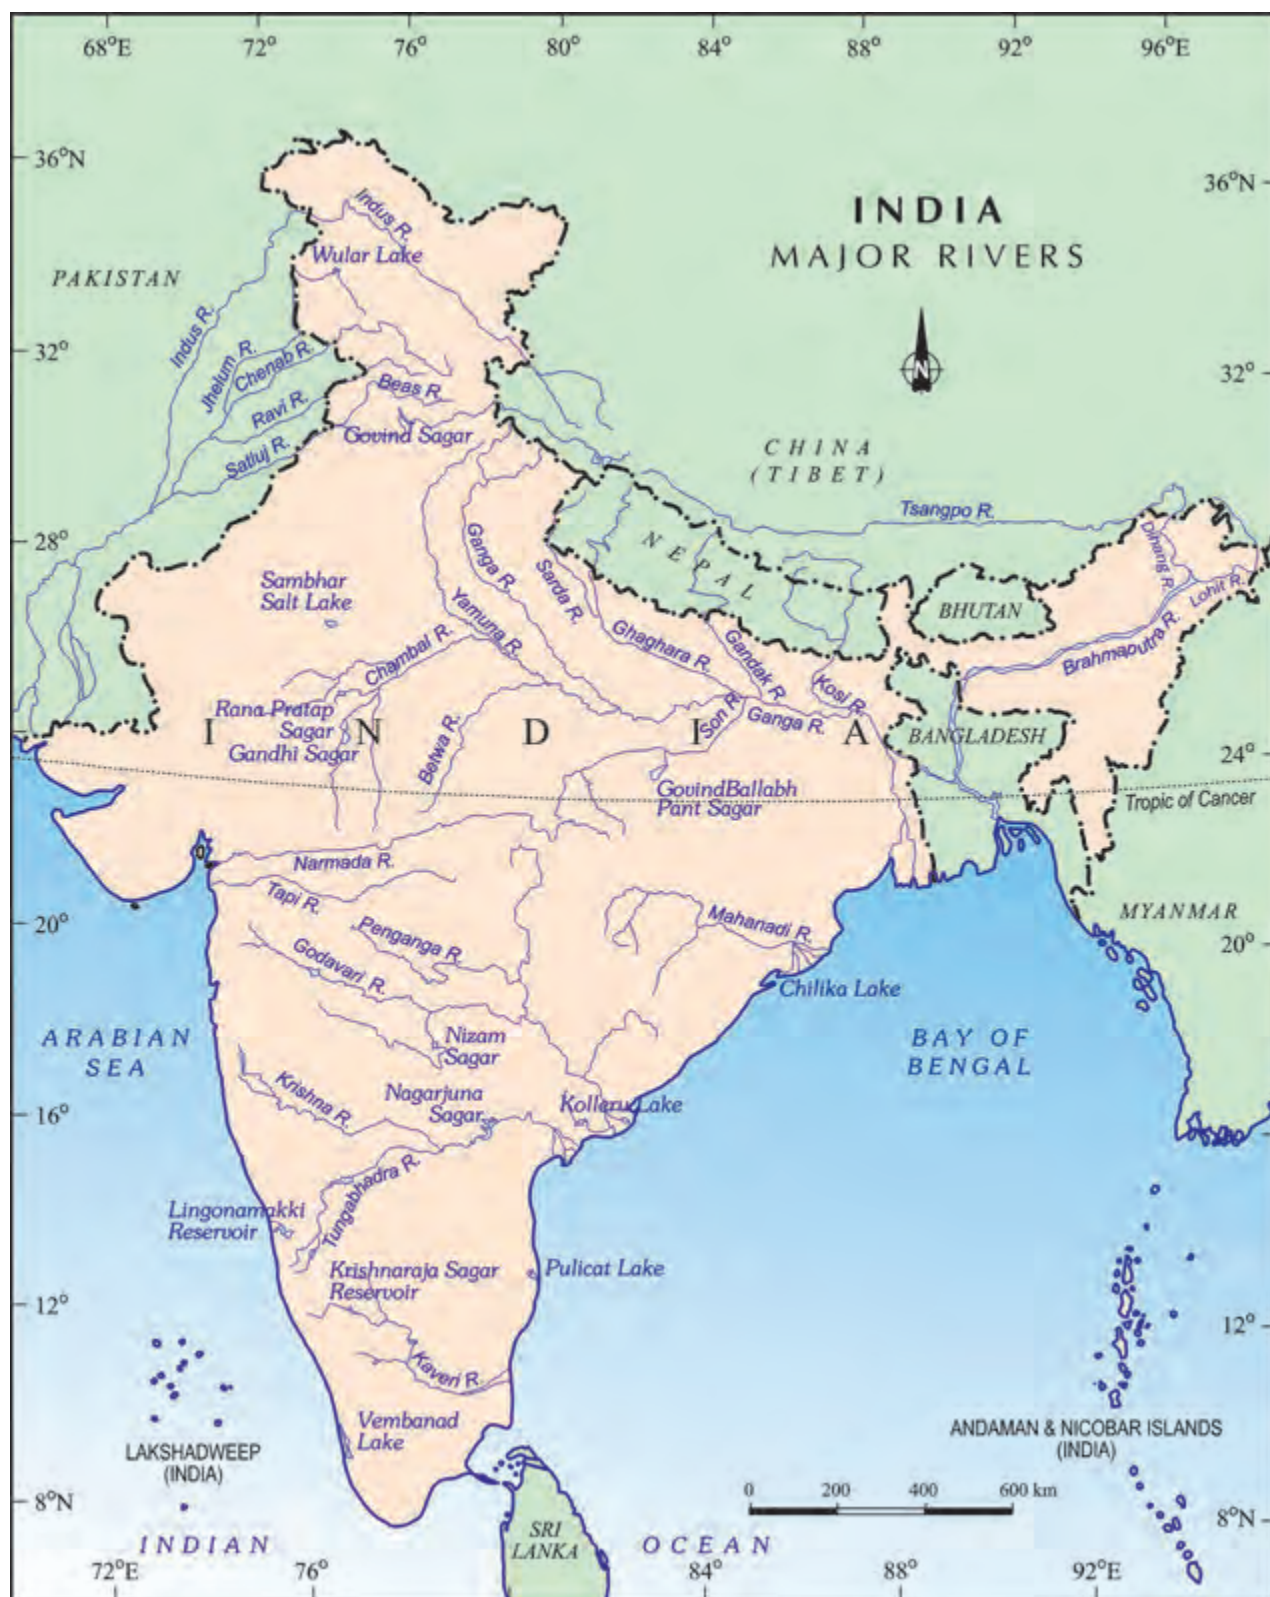 68°E 72° 76° 80° 84° 88° 92° 96°E
36°N
36°N
INDIA
MAJOR RIVERS
Indus R.
Wular Lake
PAKISTAN
Indus R.
Jhelum R.
Chenab R.
32°
32°
N
Beas R.
Ravi R.
Govind Sagar
Satluj R.
CHINA
(TIBET)
Tsangpo R.
28°
28°
NEPAL
Dihang R.
Lohit R.
Ganga R.
Sarda R.
Sambhar
Salt Lake
Yamuna R.
BHUTAN
Brahmaputra R.
Chambal R.
Ghaghara R.
Gandak R.
Kosi R.
Rana Pratap
Sagar
Gandhi Sagar
Betwa R.
Son R.
Ganga R.
INDIA
BANGLADESH
24°
GovindBallabh
Pant Sagar
Tropic of Cancer
Narmada R.
Tapi R.
20°
Penganga R.
Mahanadi R.
MYANMAR
20°
Godavari R.
Chilika Lake
ARABIAN
SEA
Nizam
Sagar
BAY OF
BENGAL
Krishna R.
Nagarjuna
Sagar
Kolleru Lake
16°
Tungabhadra R.
Lingonamakki
Reservoir
Krishnaraja Sagar
Reservoir
Pulicat Lake
12°
12°
Kaveri R.
Vembanad
Lake
LAKSHADWEEP
(INDIA)
ANDAMAN & NICOBAR ISLANDS
(INDIA)
0 200 400 600 km
8°N
8°N
SRI
LANKA
INDIAN OCEAN
72°E 76° 84° 88° 92°E